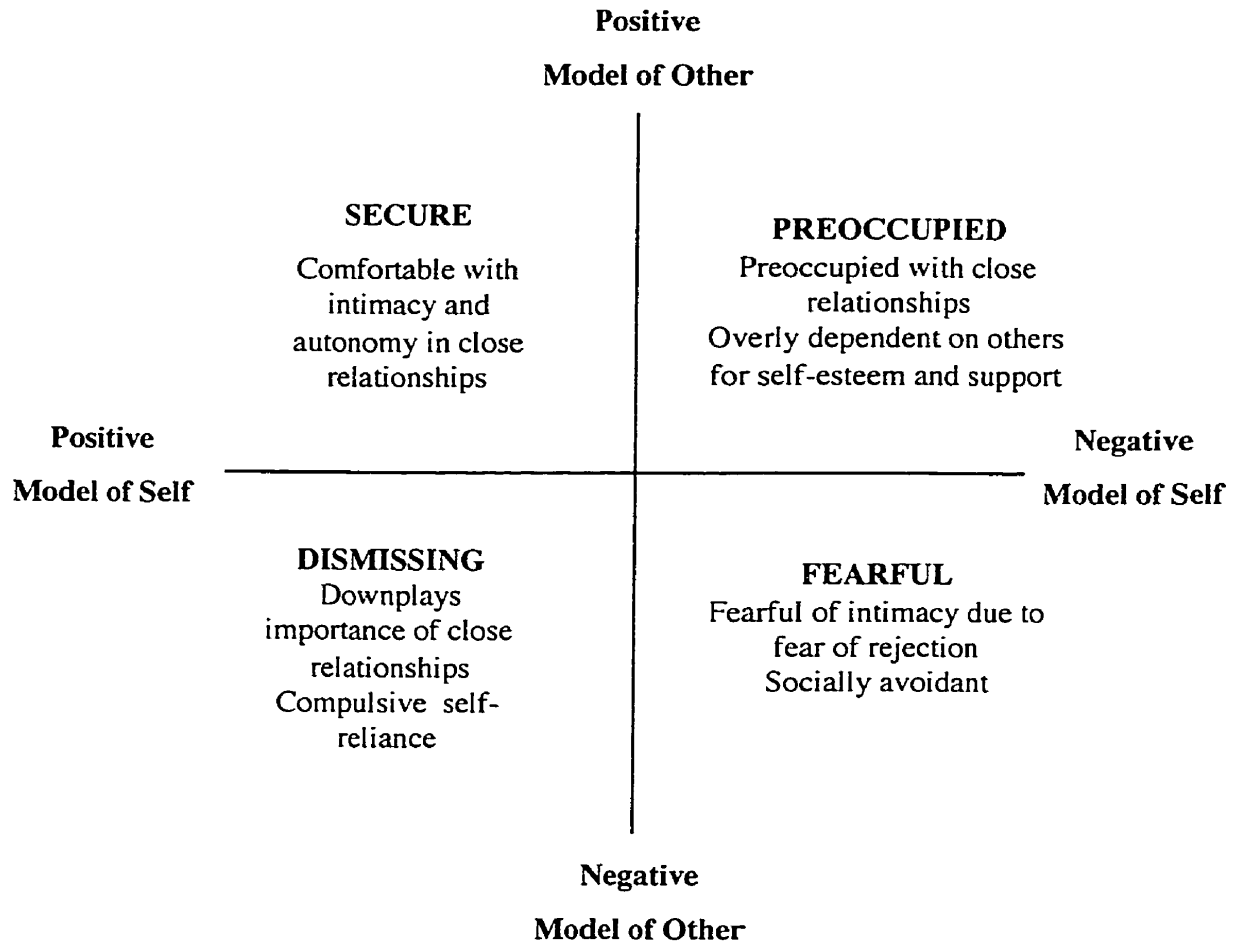 Positive
Model of Other
SECURE
Comfortable with
intimacy and
autonomy in close
relationships
PREOCCUPIED
Preoccupied with close
relationships
Overly dependent on others
for self-esteem and support
Positive
Model of Self
Negative
Model of Self
DISMISSING
Downplays
importance of close
relationships
Compulsive self-
reliance
FEARFUL
Fearful of intimacy due to
fear of rejection
Socially avoidant
Negative
Model of Other